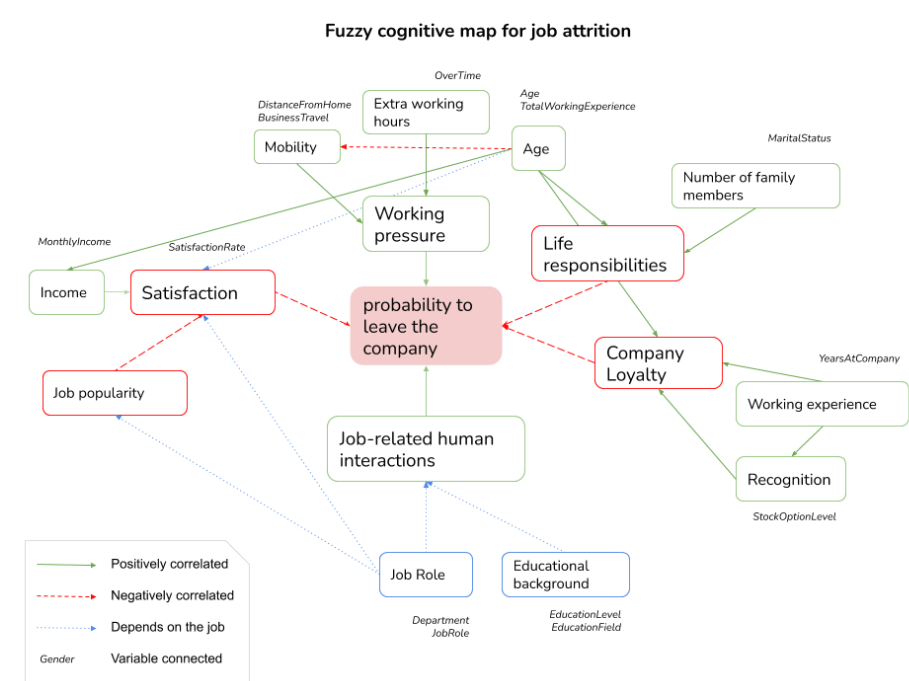 Fuzzy cognitive map for job attrition
OverTime
Extra working
hours
DistanceFromHome
BusinessTravel
Mobility
Age
TotalWorkingExperience
Age
MaritalStatus
Number of family
members
Working
pressure
Life
responsibilities
MonthlyIncome
SatisfactionRate
Income
Satisfaction
probability to
leave the
company
Company
Loyalty
YearsAtCompany
Job popularity
Working experience
Job-related human
interactions
Recognition
StockOptionLevel
Job Role
Educational
background
Department
JobRole
EducationLevel
EducationField
Positively correlated
Negatively correlated
Depends on the job
Gender Variable connected